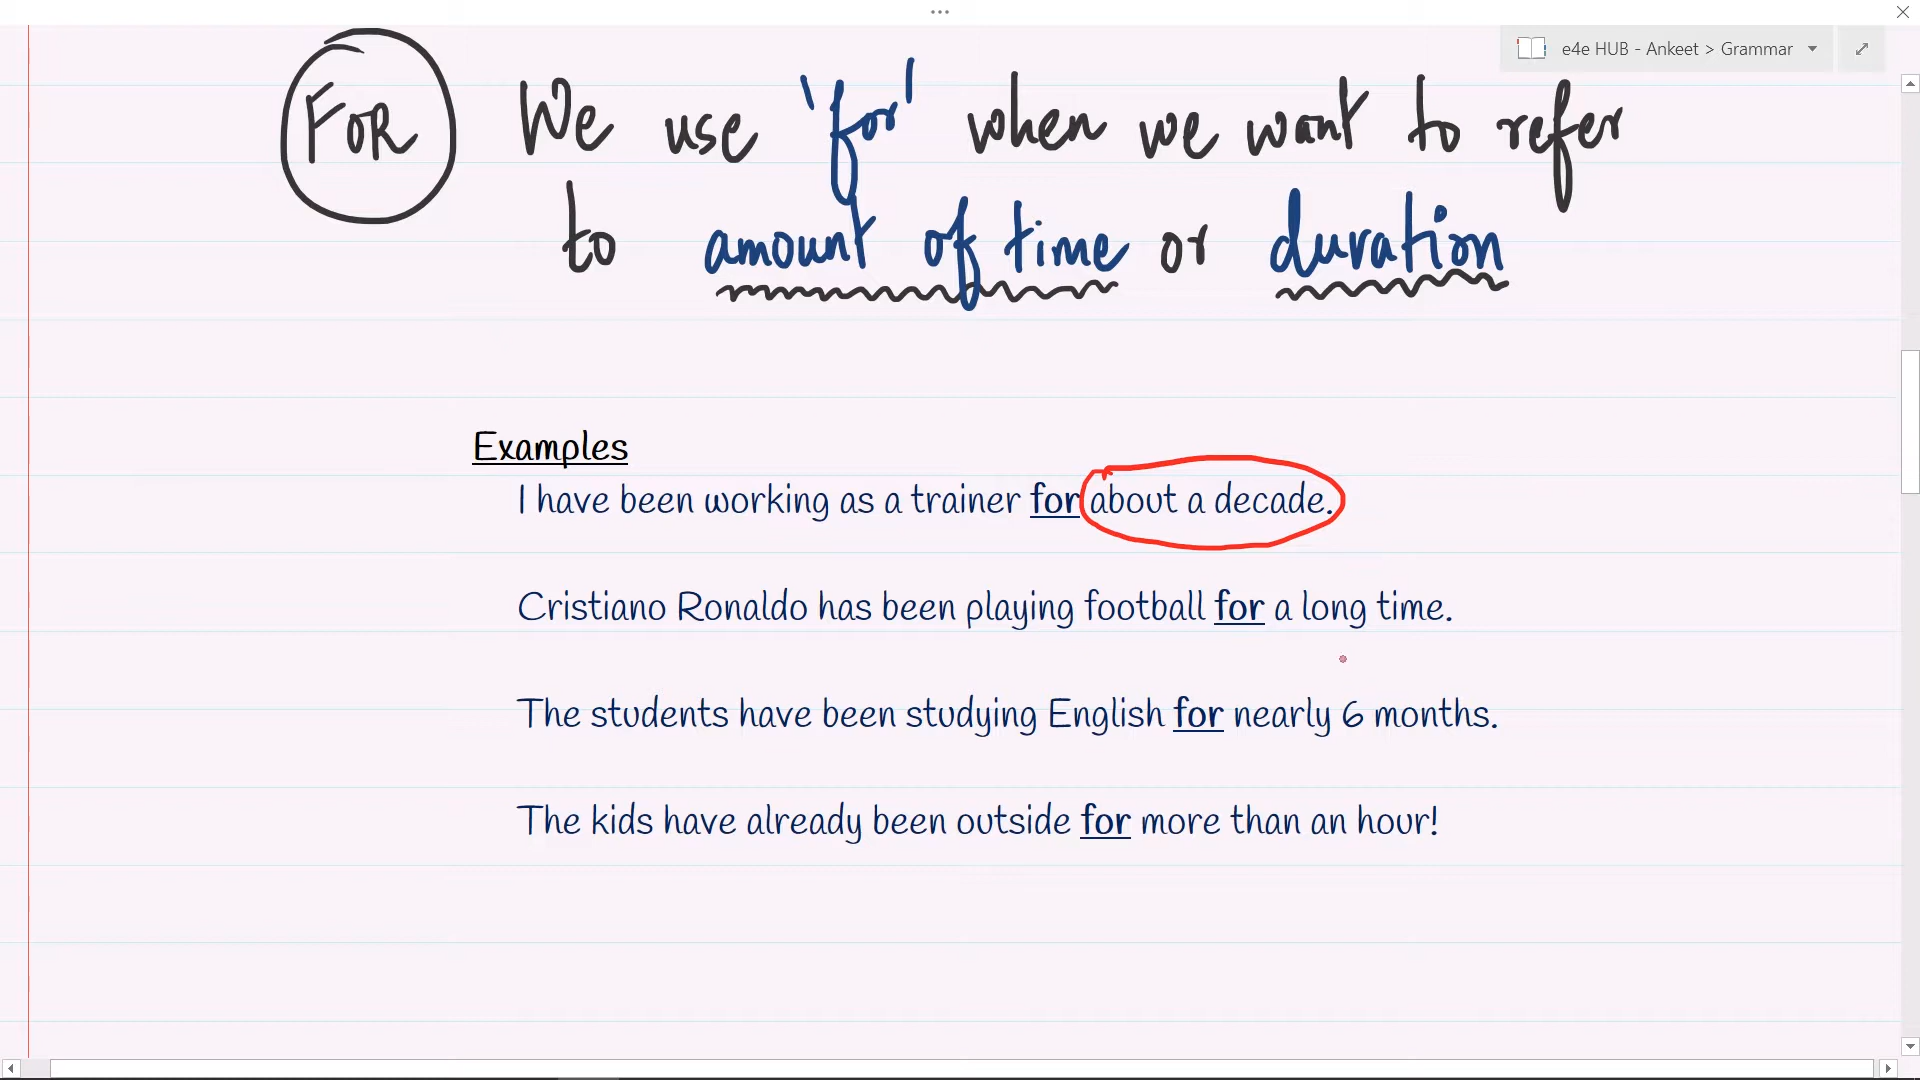 e4e HUB - Ankeet > Grammar
FOR We use 'for' when we want to refer
to amount of time or duration
Examples
I have been working as a trainer for about a decade.
Cristiano Ronaldo has been playing football for a long time.
The students have been studying English for nearly 6 months.
The kids have already been outside for more than an hour!